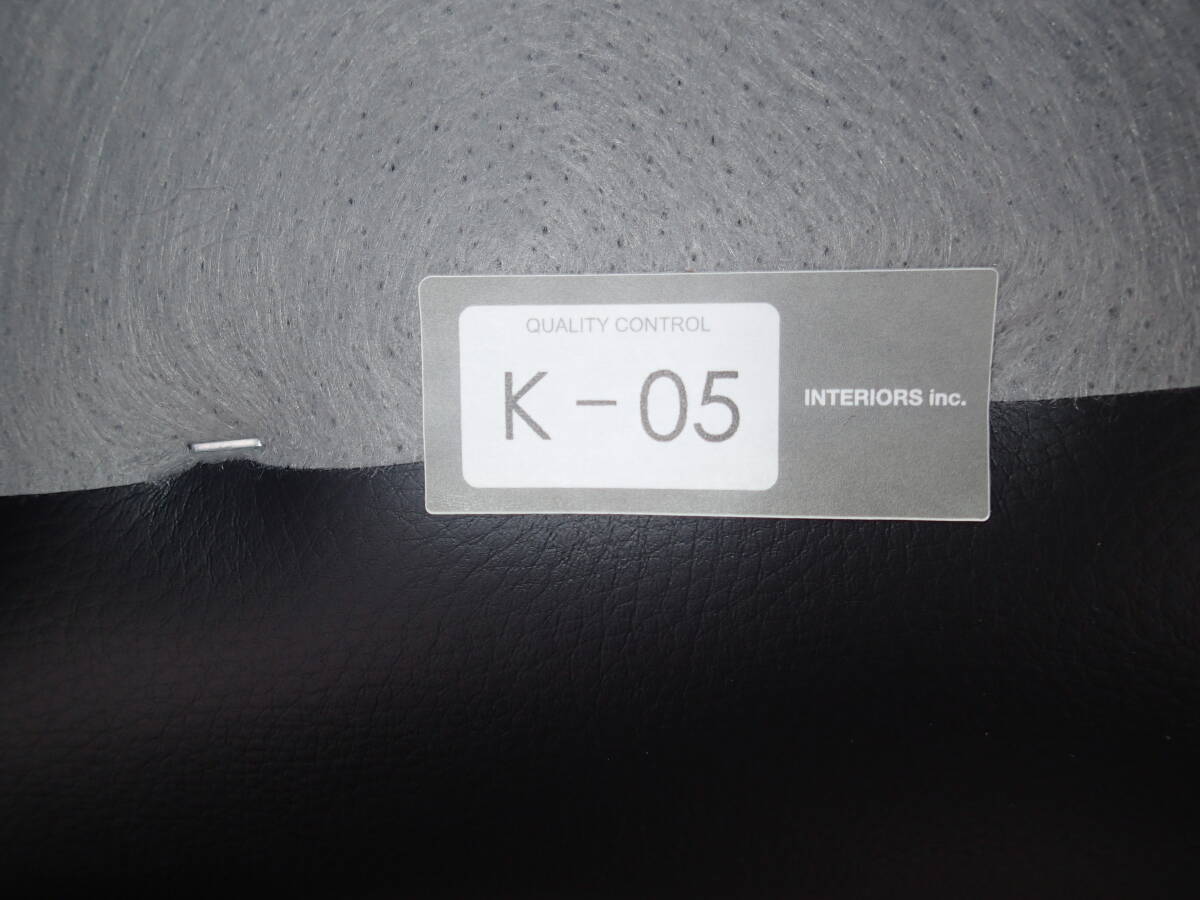 QUALITY CONTROL
K-05
INTERIORS inc.